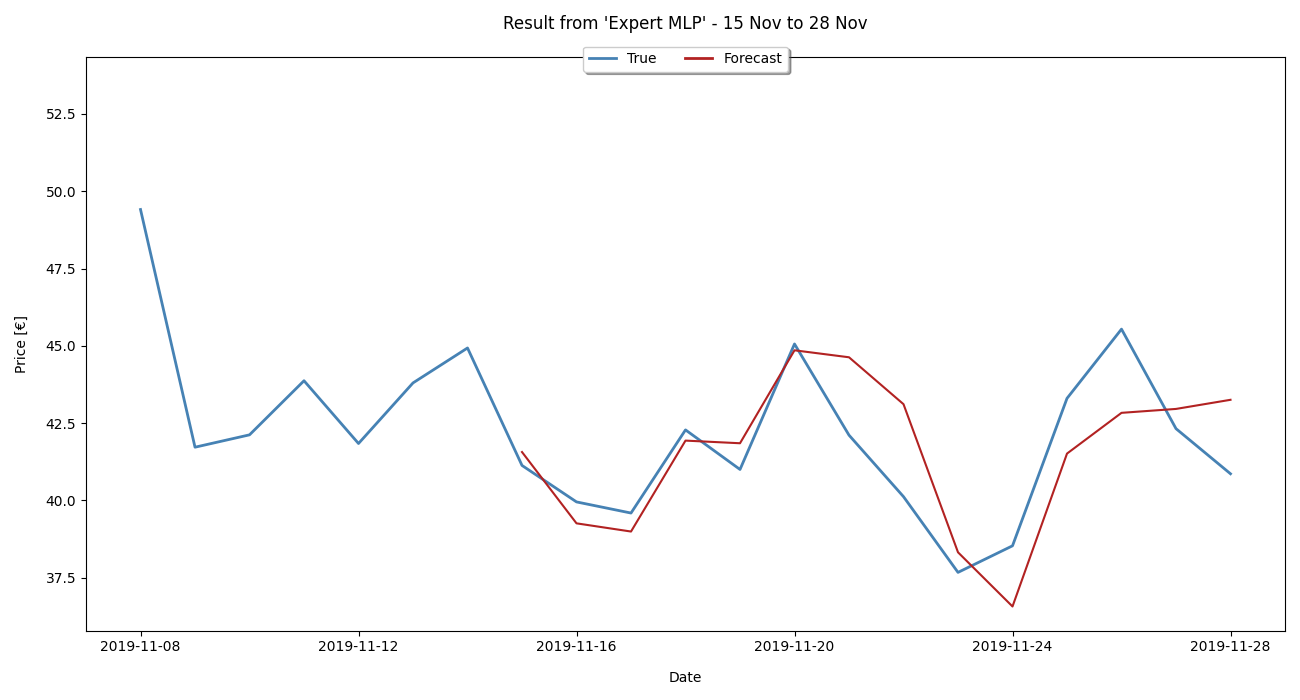 Result from 'Expert MLP' - 15 Nov to 28 Nov
True
Forecast
52.5
50.0
47.5
45.0
42.5
40.0
37.5
Price [€]
2019-11-08
2019-11-12
2019-11-16
2019-11-20
2019-11-24
2019-11-28
Date